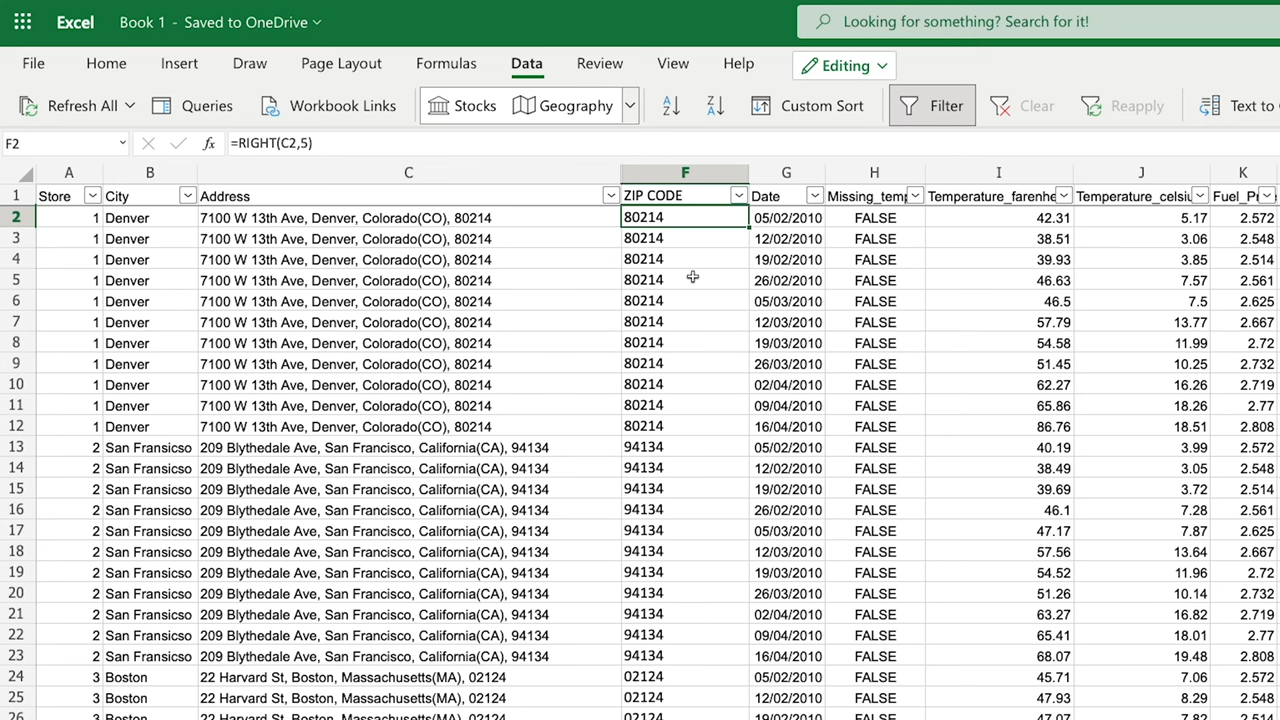 Excel Book 1 - Saved to OneDrive Looking for something? Search for it!
File Home Insert Draw Page Layout Formulas Data Review View Help Editing
Refresh All Queries Workbook Links Stocks Geography Custom Sort Filter Clear Reapply Text to
F2 fx =RIGHT(C2,5)
A B C F G H I J K
1 Store City Address ZIP CODE Date Missing_temp Temperature_farenhe Temperature_celsiu Fuel_Pr
2 1 Denver 7100 W 13th Ave, Denver, Colorado(CO), 80214 80214 05/02/2010 FALSE 42.31 5.17 2.572
3 1 Denver 7100 W 13th Ave, Denver, Colorado(CO), 80214 80214 12/02/2010 FALSE 38.51 3.06 2.548
4 1 Denver 7100 W 13th Ave, Denver, Colorado(CO), 80214 80214 19/02/2010 FALSE 39.93 3.85 2.514
5 1 Denver 7100 W 13th Ave, Denver, Colorado(CO), 80214 80214 26/02/2010 FALSE 46.63 7.57 2.561
6 1 Denver 7100 W 13th Ave, Denver, Colorado(CO), 80214 80214 05/03/2010 FALSE 46.5 7.5 2.625
7 1 Denver 7100 W 13th Ave, Denver, Colorado(CO), 80214 80214 12/03/2010 FALSE 57.79 13.77 2.667
8 1 Denver 7100 W 13th Ave, Denver, Colorado(CO), 80214 80214 19/03/2010 FALSE 54.58 11.99 2.72
9 1 Denver 7100 W 13th Ave, Denver, Colorado(CO), 80214 80214 26/03/2010 FALSE 51.45 10.25 2.732
10 1 Denver 7100 W 13th Ave, Denver, Colorado(CO), 80214 80214 02/04/2010 FALSE 62.27 16.26 2.719
11 1 Denver 7100 W 13th Ave, Denver, Colorado(CO), 80214 80214 09/04/2010 FALSE 65.86 18.26 2.77
12 1 Denver 7100 W 13th Ave, Denver, Colorado(CO), 80214 80214 16/04/2010 FALSE 86.76 18.51 2.808
13 2 San Fransicso 209 Blythedale Ave, San Francisco, California(CA), 94134 94134 05/02/2010 FALSE 40.19 3.99 2.572
14 2 San Fransicso 209 Blythedale Ave, San Francisco, California(CA), 94134 94134 12/02/2010 FALSE 38.49 3.05 2.548
15 2 San Fransicso 209 Blythedale Ave, San Francisco, California(CA), 94134 94134 19/02/2010 FALSE 39.69 3.72 2.514
16 2 San Fransicso 209 Blythedale Ave, San Francisco, California(CA), 94134 94134 26/02/2010 FALSE 46.1 7.28 2.561
17 2 San Fransicso 209 Blythedale Ave, San Francisco, California(CA), 94134 94134 05/03/2010 FALSE 47.17 7.87 2.625
18 2 San Fransicso 209 Blythedale Ave, San Francisco, California(CA), 94134 94134 12/03/2010 FALSE 57.56 13.64 2.667
19 2 San Fransicso 209 Blythedale Ave, San Francisco, California(CA), 94134 94134 19/03/2010 FALSE 54.52 11.96 2.72
20 2 San Fransicso 209 Blythedale Ave, San Francisco, California(CA), 94134 94134 26/03/2010 FALSE 51.26 10.14 2.732
21 2 San Fransicso 209 Blythedale Ave, San Francisco, California(CA), 94134 94134 02/04/2010 FALSE 63.27 16.82 2.719
22 2 San Fransicso 209 Blythedale Ave, San Francisco, California(CA), 94134 94134 09/04/2010 FALSE 65.41 18.01 2.77
23 2 San Fransicso 209 Blythedale Ave, San Francisco, California(CA), 94134 94134 16/04/2010 FALSE 68.07 19.48 2.808
24 3 Boston 22 Harvard St, Boston, Massachusetts(MA), 02124 02124 05/02/2010 FALSE 45.71 7.06 2.572
25 3 Boston 22 Harvard St, Boston, Massachusetts(MA), 02124 02124 12/02/2010 FALSE 47.93 8.29 2.548
26 3 Boston 22 Harvard St, Boston, Massachusetts(MA), 02124 02124 19/02/2010 FALSE 47.07 7.82 2.514